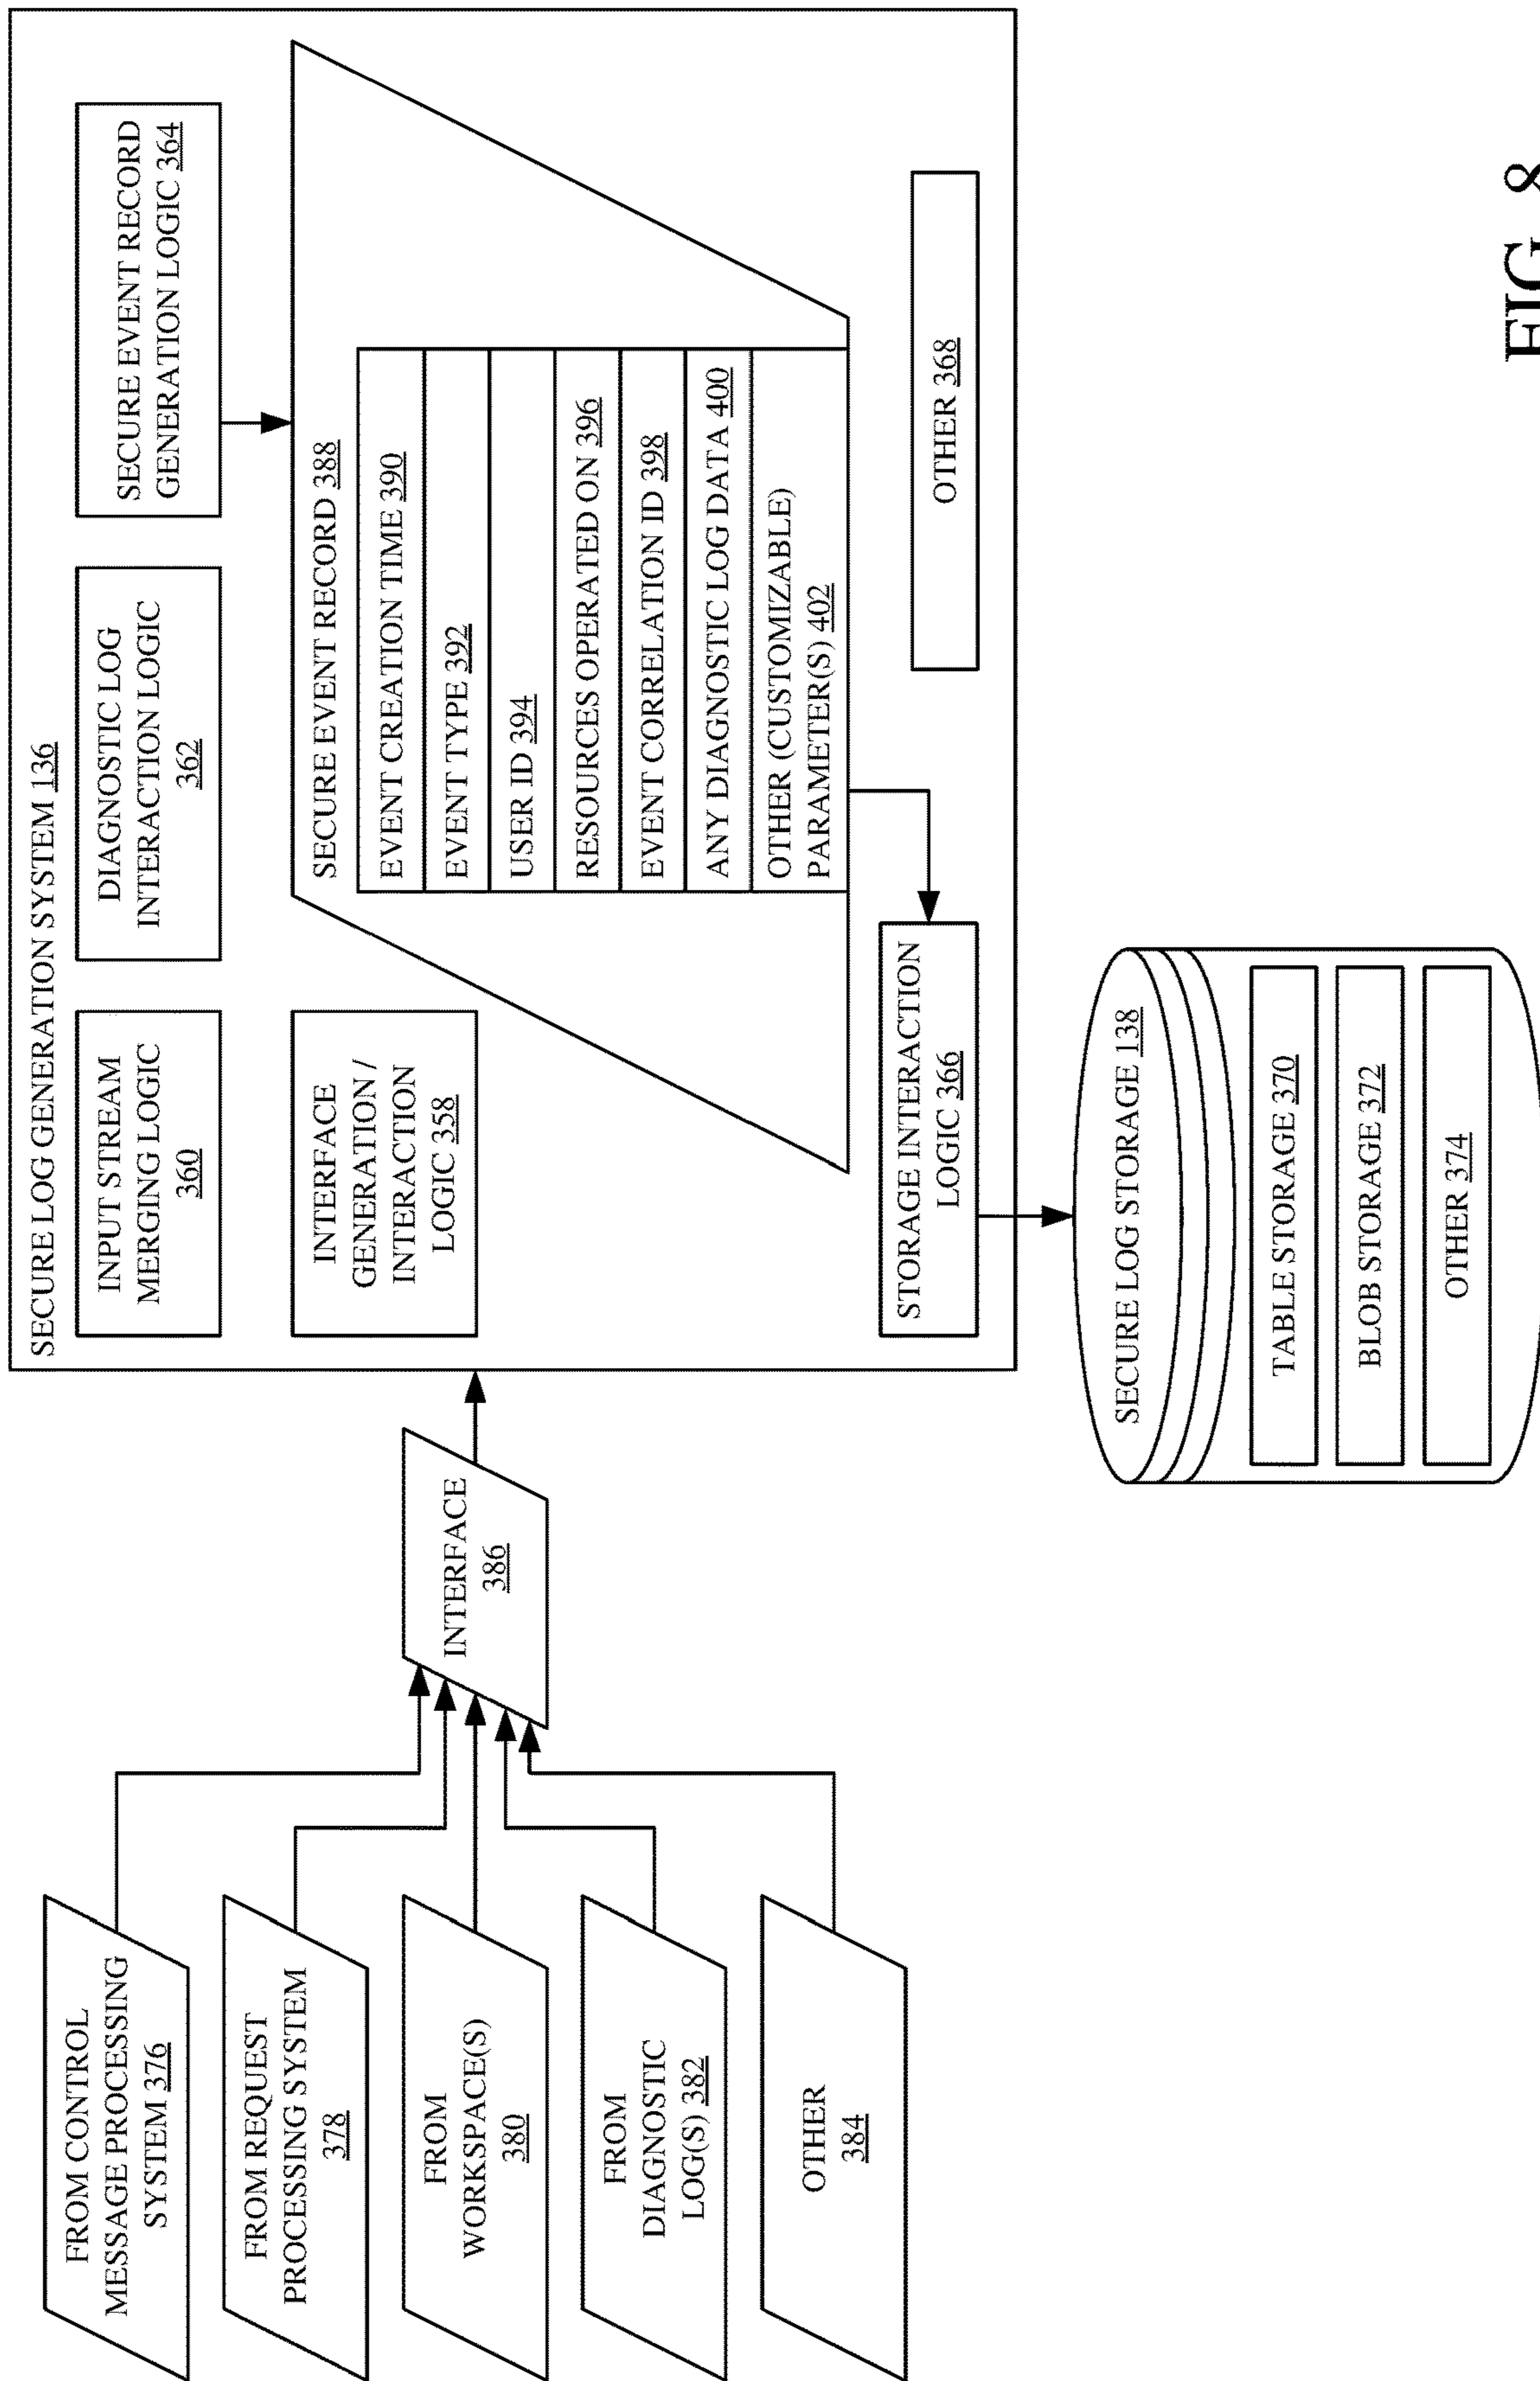 SECURE LOG GENERATION SYSTEM 136
INPUT STREAM
MERGING LOGIC
360
DIAGNOSTIC LOG
INTERACTION LOGIC
362
SECURE EVENT RECORD
GENERATION LOGIC 364
INTERFACE
GENERATION /
INTERACTION
LOGIC 358
SECURE EVENT RECORD 388
EVENT CREATION TIME 390
EVENT TYPE 392
USER ID 394
RESOURCES OPERATED ON 396
EVENT CORRELATION ID 398
ANY DIAGNOSTIC LOG DATA 400
OTHER (CUSTOMIZABLE
PARAMETER(S) 402
STORAGE INTERACTION
LOGIC 366
OTHER 368
FROM CONTROL
MESSAGE PROCESSING
SYSTEM 376
FROM REQUEST
PROCESSING SYSTEM
378
FROM
WORKSPACE(S)
380
FROM
DIAGNOSTIC
LOG(S) 382
OTHER
384
INTERFACE
386
SECURE LOG STORAGE 138
TABLE STORAGE 370
BLOB STORAGE 372
OTHER 374
FIG. 8